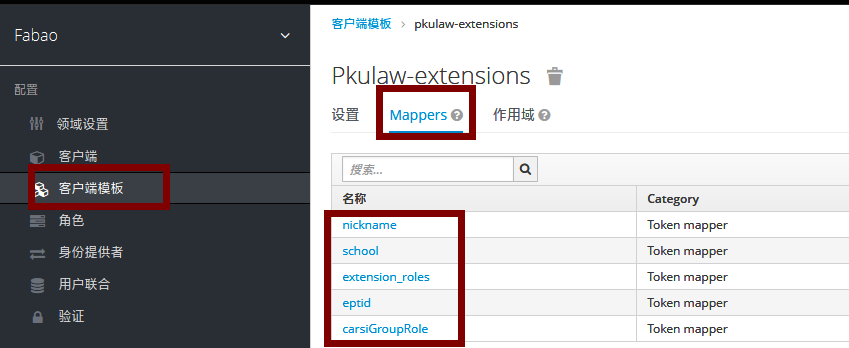 Fabao
客户端模板 > pkulaw-extensions
Pkulaw-extensions
配置
领域设置
客户端
客户端模板
角色
身份提供者
用户联合
验证
设置 Mappers ? 作用域 ?
搜索...
名称 Category
nickname Token mapper
school Token mapper
extension_roles Token mapper
eptid Token mapper
carsiGroupRole Token mapper